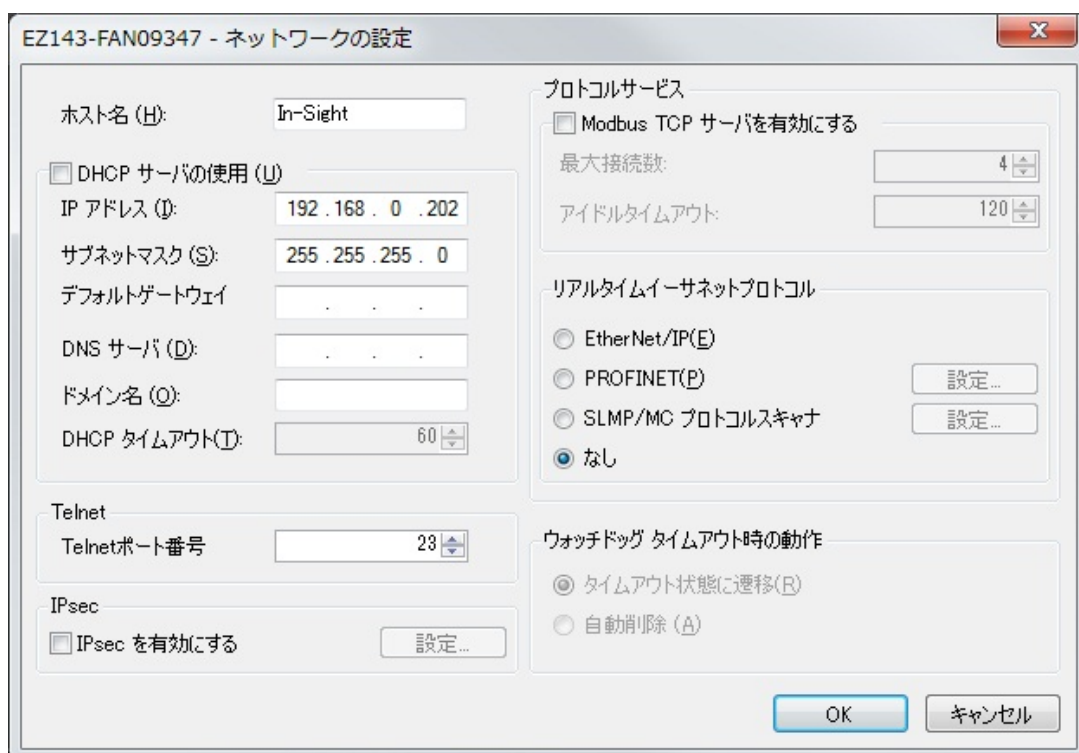 EZ143-FAN09347 - ネットワークの設定
ホスト名 (H):
In-Sight
DHCP サーバの使用 (U)
IP アドレス (I):
192 . 168 . 0 . 202
サブネットマスク (S):
255 . 255 . 255 . 0
デフォルトゲートウェイ
. . .
DNS サーバ (D):
. . .
ドメイン名 (O):
DHCP タイムアウト(T):
60
Telnet
Telnetポート番号
23
IPsec
IPsec を有効にする
設定...
プロトコルサービス
Modbus TCP サーバを有効にする
最大接続数:
4
アイドルタイムアウト:
120
リアルタイムイーサネットプロトコル
EtherNet/IP(E)
PROFINET(P)
設定...
SLMP/MC プロトコルスキャナ
設定...
なし
ウォッチドッグ タイムアウト時の動作
タイムアウト状態に遷移(R)
自動削除 (A)
OK
キャンセル